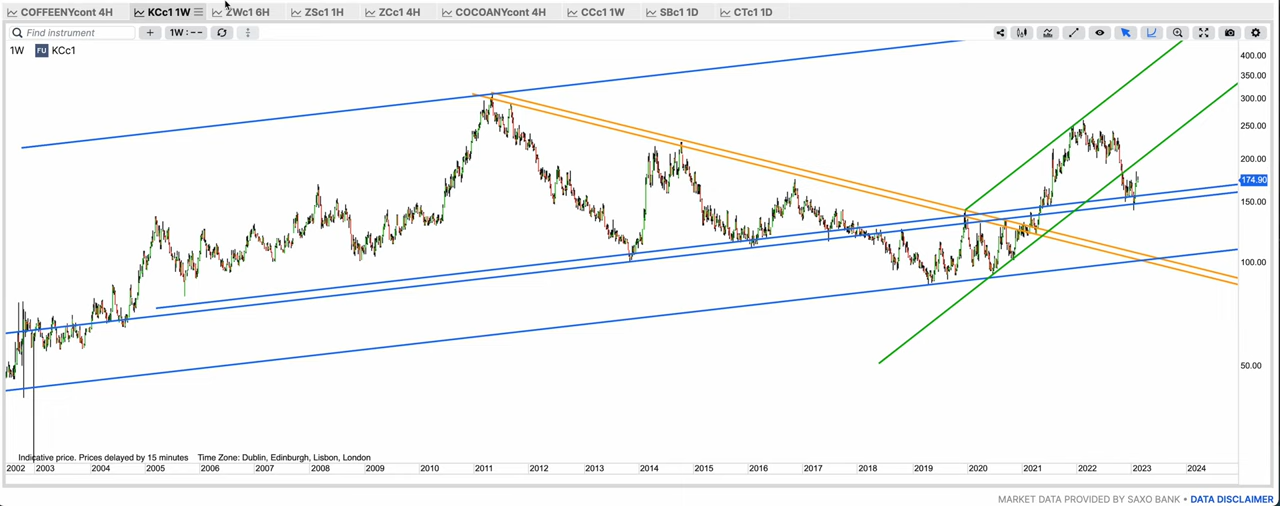 COFFEENY cont 4H KCc1 1W ZWc1 6H ZSc1 1H ZCc1 4H COCOANYcont 4H CCc1 1W SBc1 1D CTc1 1D
Find instrument 1W: --
1W FU KCc1
400.00
350.00
300.00
250.00
200.00
174.90
150.00
100.00
50.00
Indicative price. Prices delayed by 15 minutes Time Zone: Dublin, Edinburgh, Lisbon, London
2002 2003 2004 2005 2006 2007 2008 2009 2010 2011 2012 2013 2014 2015 2016 2017 2018 2019 2020 2021 2022 2023 2024
MARKET DATA PROVIDED BY SAXO BANK • DATA DISCLAIMER